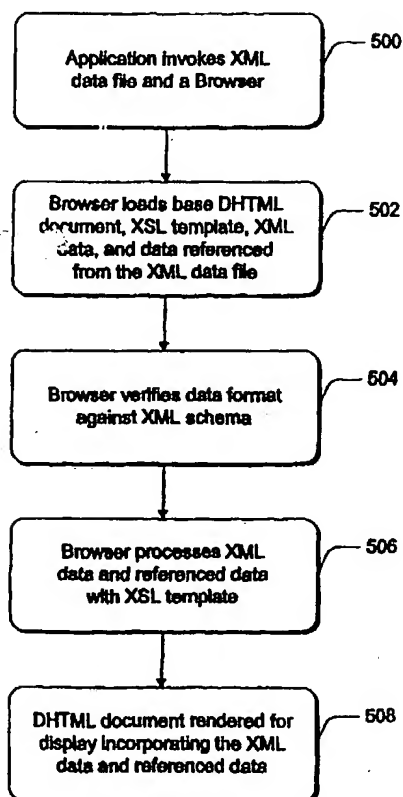 Application invokes XML
data file and a Browser
500
Browser loads base DHTML
document, XSL template, XML
data, and data referenced
from the XML data file
502
Browser verifies data format
against XML schema
504
Browser processes XML
data and referenced data
with XSL template
506
DHTML document rendered for
display incorporating the XML
data and referenced data
508